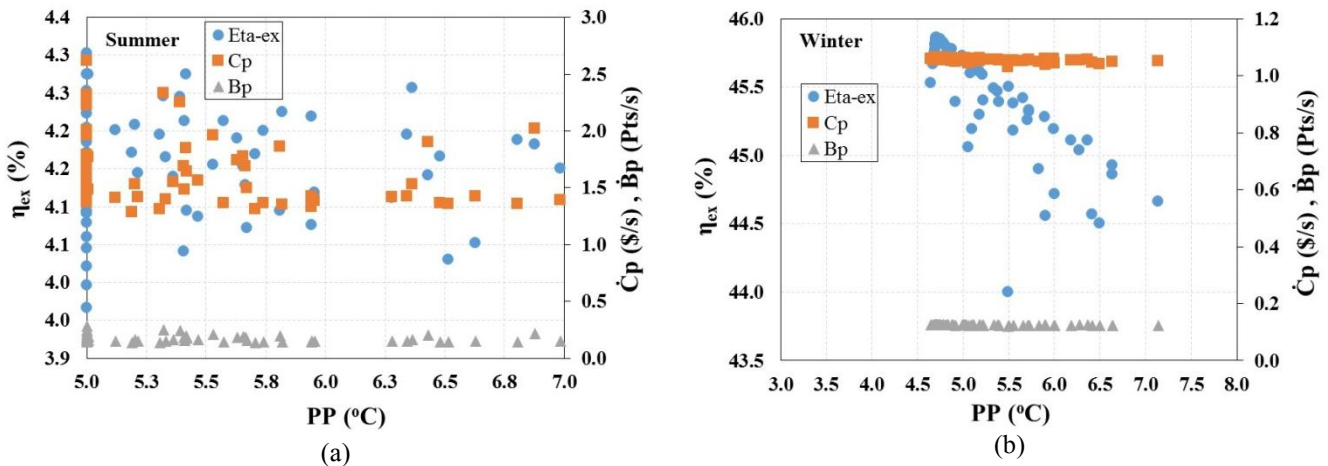 (a)
Summer
Eta-ex
Cp
Bp
4.4
4.3
4.3
4.2
4.2
4.1
4.1
4.0
4.0
3.9
ηex (%)
3.0
2.5
2.0
1.5
1.0
0.5
0.0
Ċp ($/s) , Ḃp (Pts/s)
5.0 5.3 5.5 5.8 6.0 6.3 6.5 6.8 7.0
PP (°C)
(a)
(b)
Winter
Eta-ex
Cp
Bp
46.0
45.5
45.0
44.5
44.0
43.5
ηex (%)
1.2
1.0
0.8
0.6
0.4
0.2
0.0
Ċp ($/s) , Ḃp (Pts/s)
3.0 3.5 4.0 4.5 5.0 5.5 6.0 6.5 7.0 7.5 8.0
PP (°C)
(b)